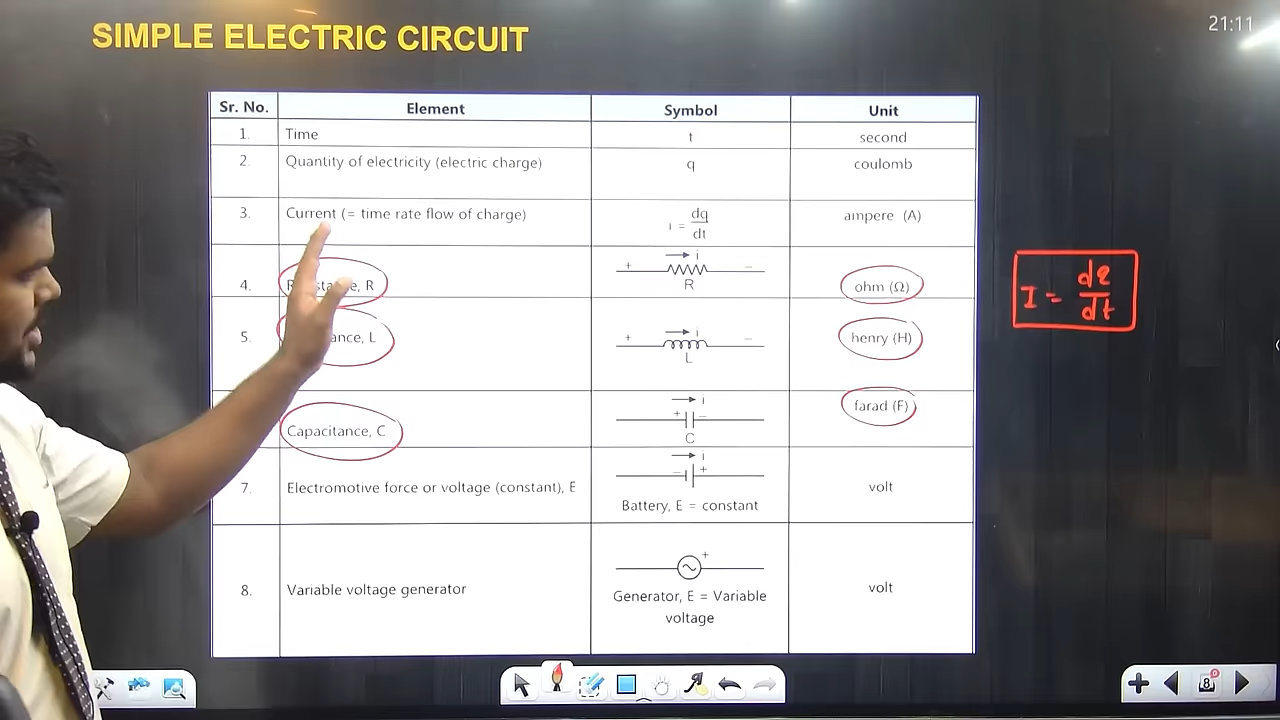 SIMPLE ELECTRIC CIRCUIT
21:11
Sr. No. Element Symbol Unit
1. Time t second
2. Quantity of electricity (electric charge) q coulomb
3. Current (= time rate flow of charge) i = dq/dt ampere (A)
4. R + i − R ohm (Ω)
5. L + i − L henry (H)
Capacitance, C i + − C farad (F)
7. Electromotive force or voltage (constant), E i − + volt
Battery, E = constant
8. Variable voltage generator + volt
Generator, E = Variable
voltage
I = dq/dt
8